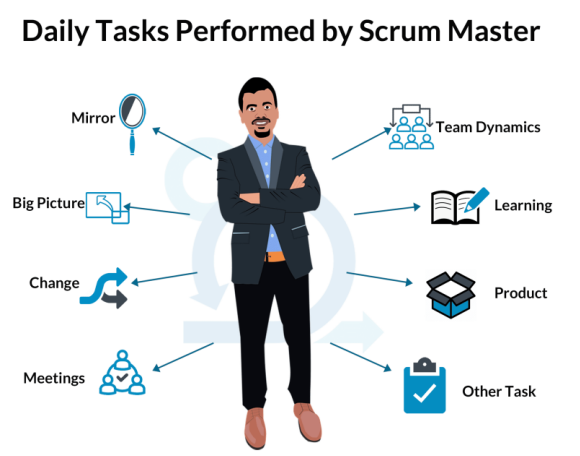 Daily Tasks Performed by Scrum Master
Mirror
Team Dynamics
Big Picture
Learning
Change
Product
Meetings
Other Task